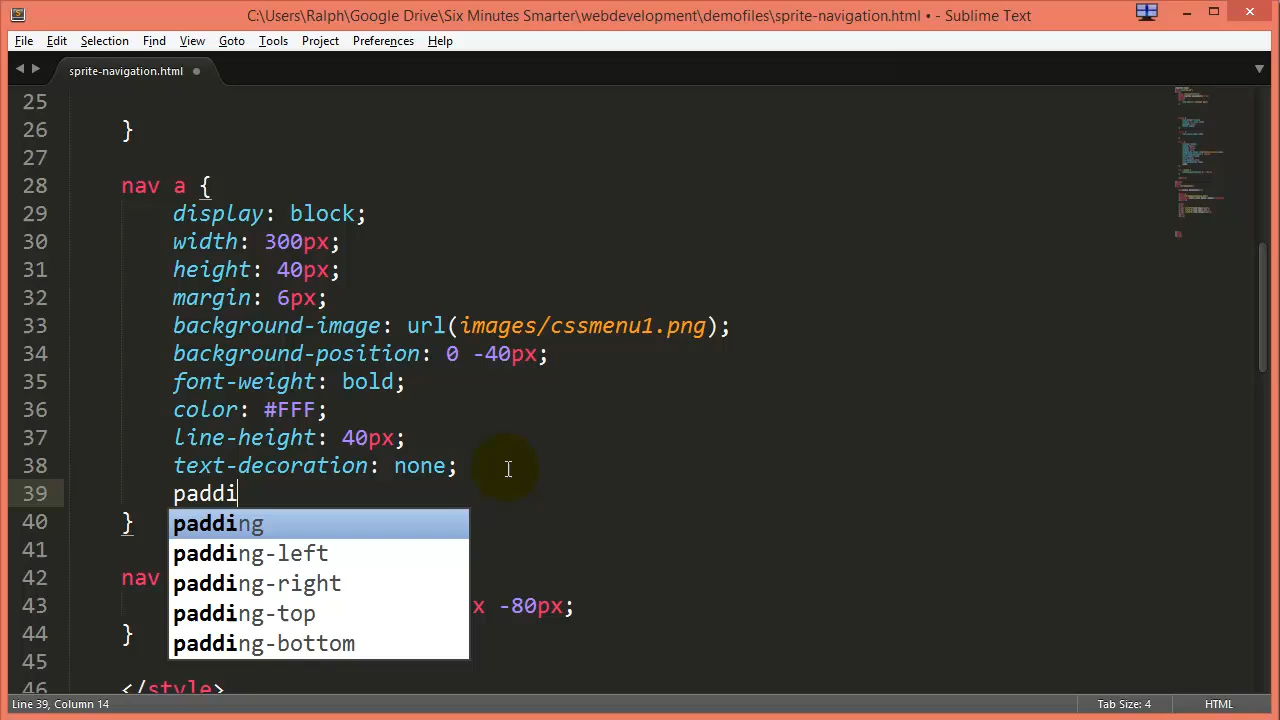 C:\Users\Ralph\Google Drive\Six Minutes Smarter\webdevelopment\demofiles\sprite-navigation.html • - Sublime Text
File Edit Selection Find View Goto Tools Project Preferences Help
sprite-navigation.html
25
26 }
27
28 nav a {
29 display: block;
30 width: 300px;
31 height: 40px;
32 margin: 6px;
33 background-image: url(images/cssmenu1.png);
34 background-position: 0 -40px;
35 font-weight: bold;
36 color: #FFF;
37 line-height: 40px;
38 text-decoration: none;
39 paddi
40 }
padding
41
padding-left
42 nav
padding-right
43 x -80px;
padding-top
44 }
padding-bottom
45
46 </style>
Line 39, Column 14 Tab Size: 4 HTML